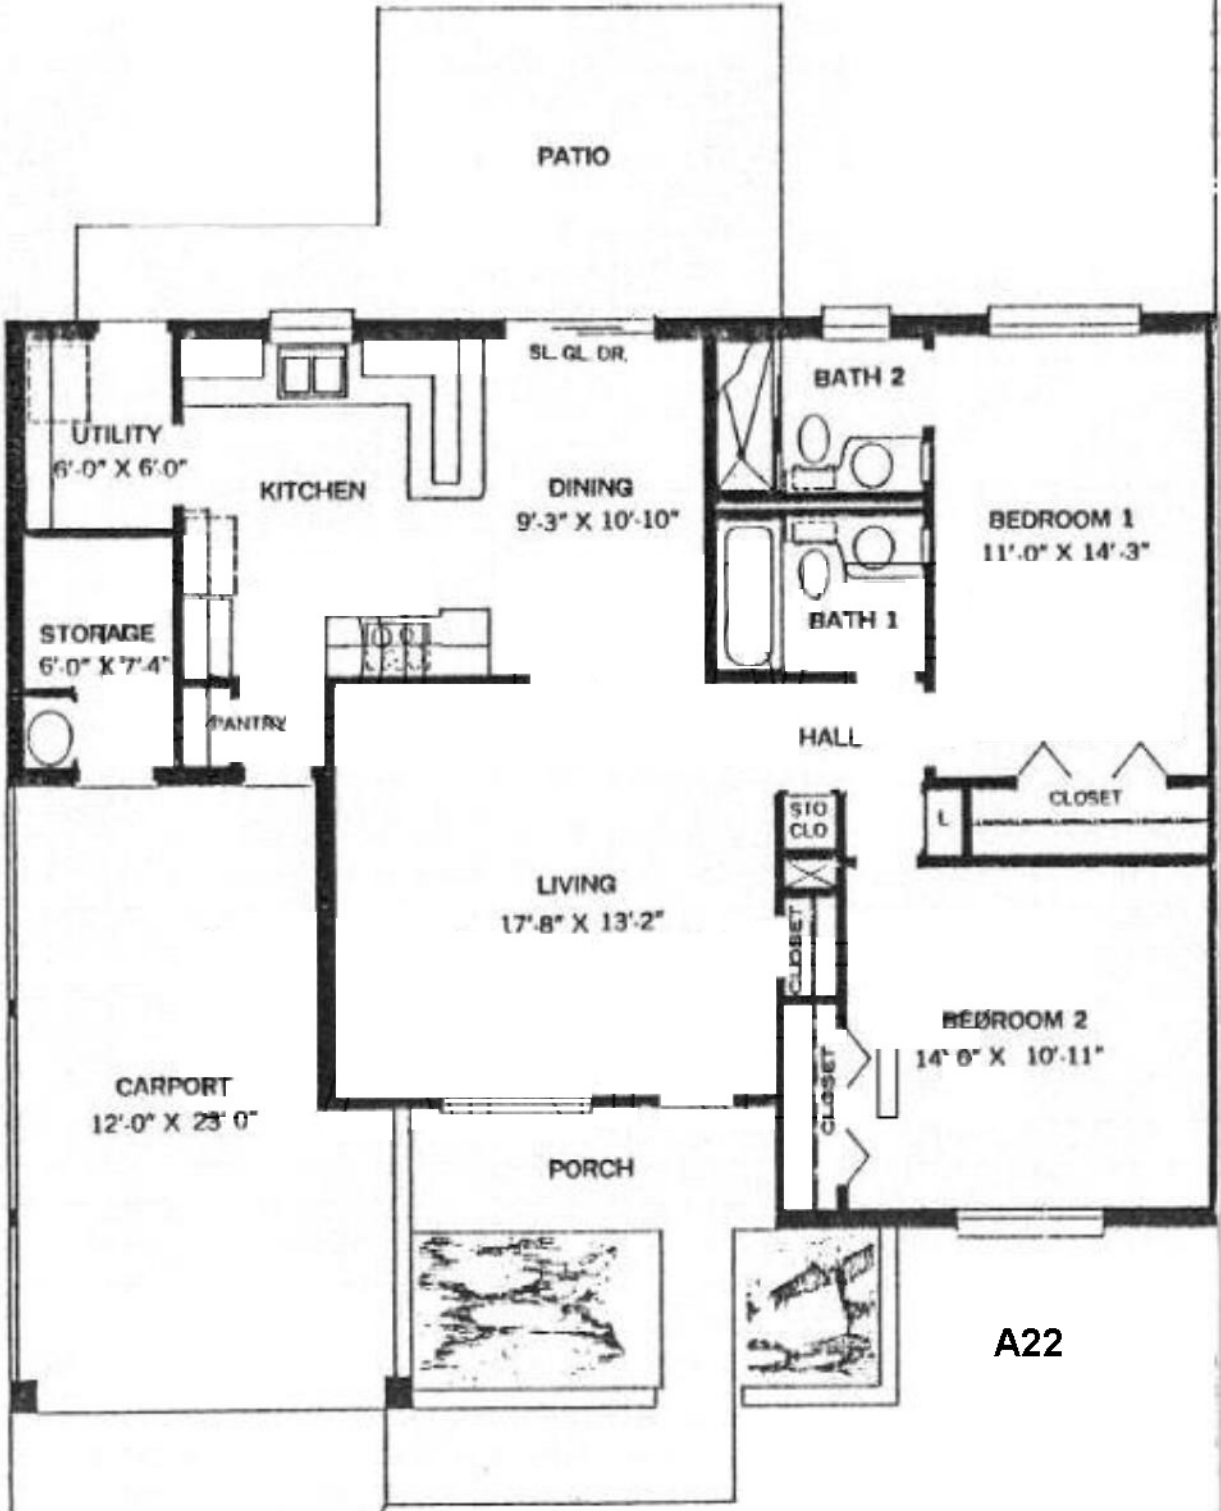 PATIO
SL. GL. DR.
BATH 2
UTILITY
6'-0" X 6'-0"
KITCHEN
DINING
9'-3" X 10'-10"
BEDROOM 1
11'-0" X 14'-3"
STORAGE
6'-0" X 7'-4"
BATH 1
PANTRY
HALL
CLOSET
STO
CLO
L
LIVING
17'-8" X 13'-2"
CLOSET
BEDROOM 2
14' 0" X 10'-11"
CLOSET
CARPORT
12'-0" X 23' 0"
PORCH
A22